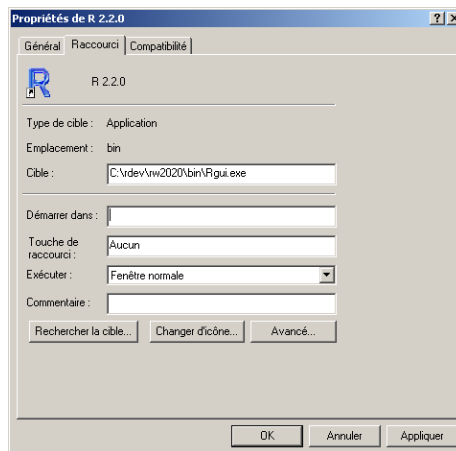 Propriétés de R 2.2.0
Général Raccourci Compatibilité
R 2.2.0
Type de cible : Application
Emplacement : bin
Cible : C:\rdev\rw2020\bin\Rgui.exe
Démarrer dans :
Touche de raccourci : Aucun
Exécuter : Fenêtre normale
Commentaire :
Rechercher la cible... Changer d'icône... Avancé...
OK Annuler Appliquer